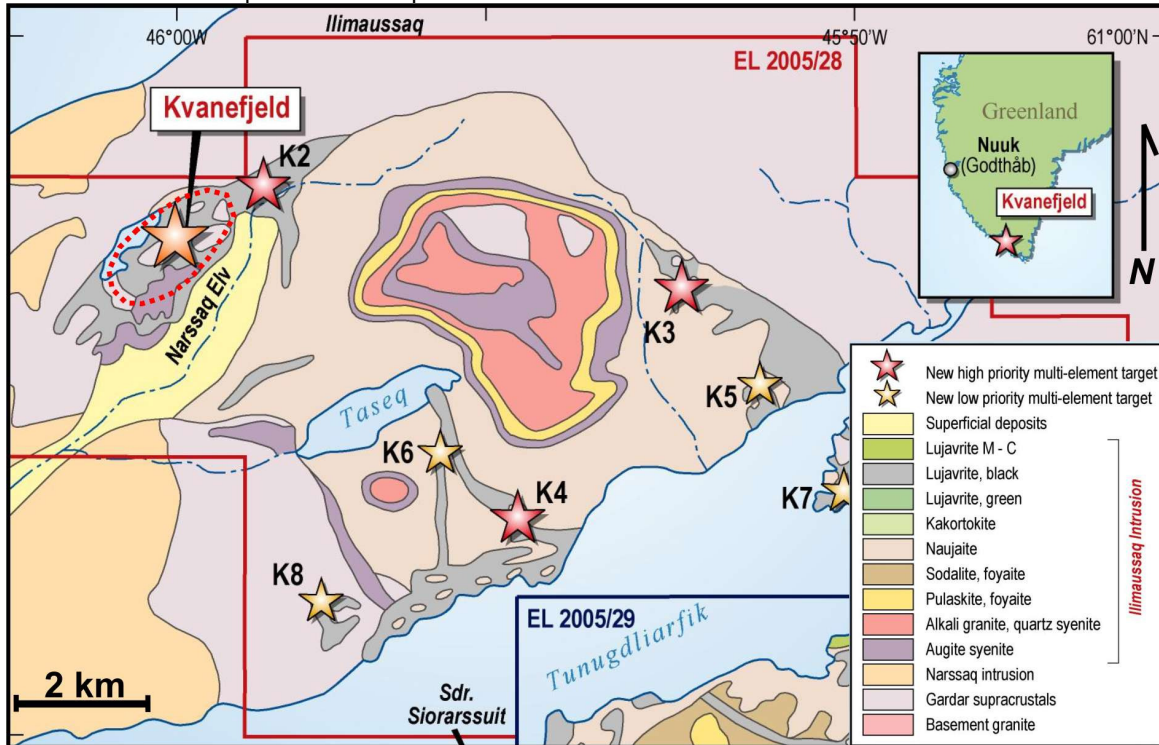 Ilimaussaq
46°00'W
45°50'W
61°00'N
EL 2005/28
Kvanefjeld
K2
Greenland
Nuuk
(Godthåb)
Kvanefjeld
N
Narssaq Elv
K3
K5
Taseq
K6
K4
K7
K8
EL 2005/29
Tunugdliarfik
2 km
Sdr.
Siorarssuit
New high priority multi-element target
New low priority multi-element target
Superficial deposits
Lujavrite M - C
Lujavrite, black
Lujavrite, green
Kakortokite
Naujaite
Sodalite, foyaite
Pulaskite, foyaite
Alkali granite, quartz syenite
Augite syenite
Narssaq intrusion
Gardar supracrustals
Basement granite
Ilimaussaq Intrusion